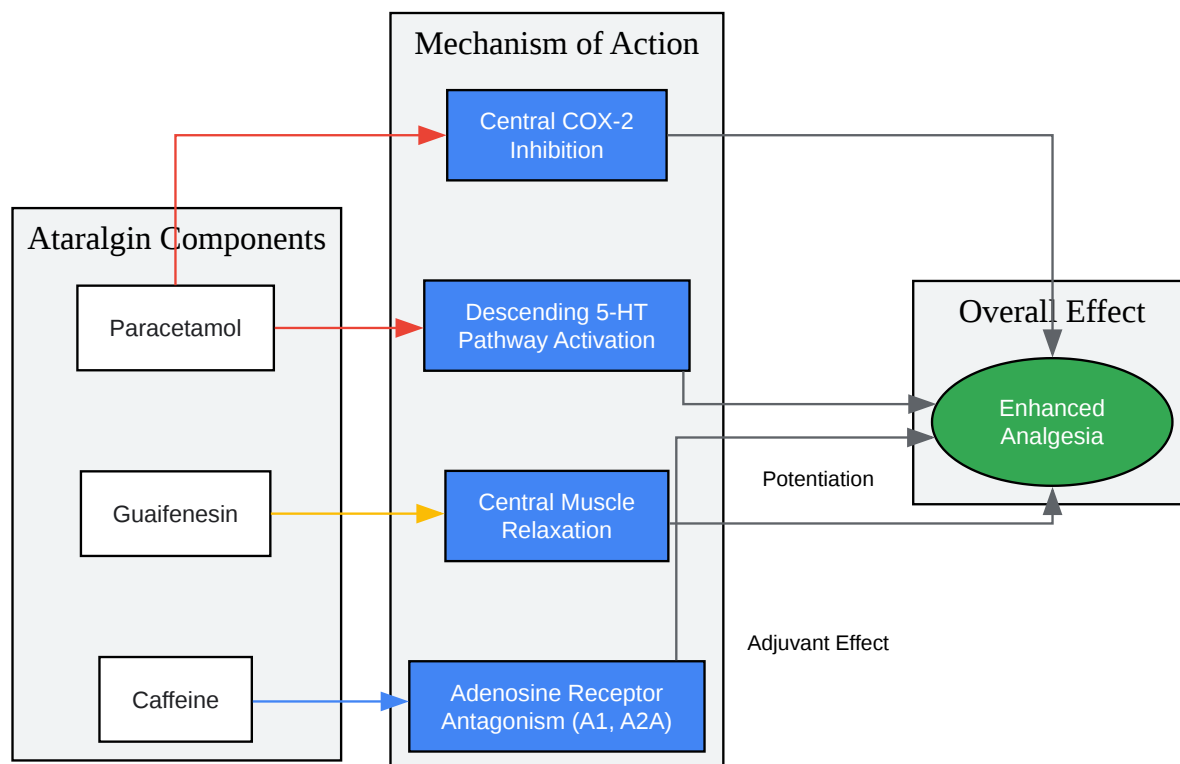 Mechanism of Action
Central COX-2
Inhibition
Ataralgin Components
Paracetamol
Descending 5-HT
Pathway Activation
Overall Effect
Enhanced
Analgesia
Potentiation
Guaifenesin
Central Muscle
Relaxation
Adjuvant Effect
Caffeine
Adenosine Receptor
Antagonism (A1, A2A)